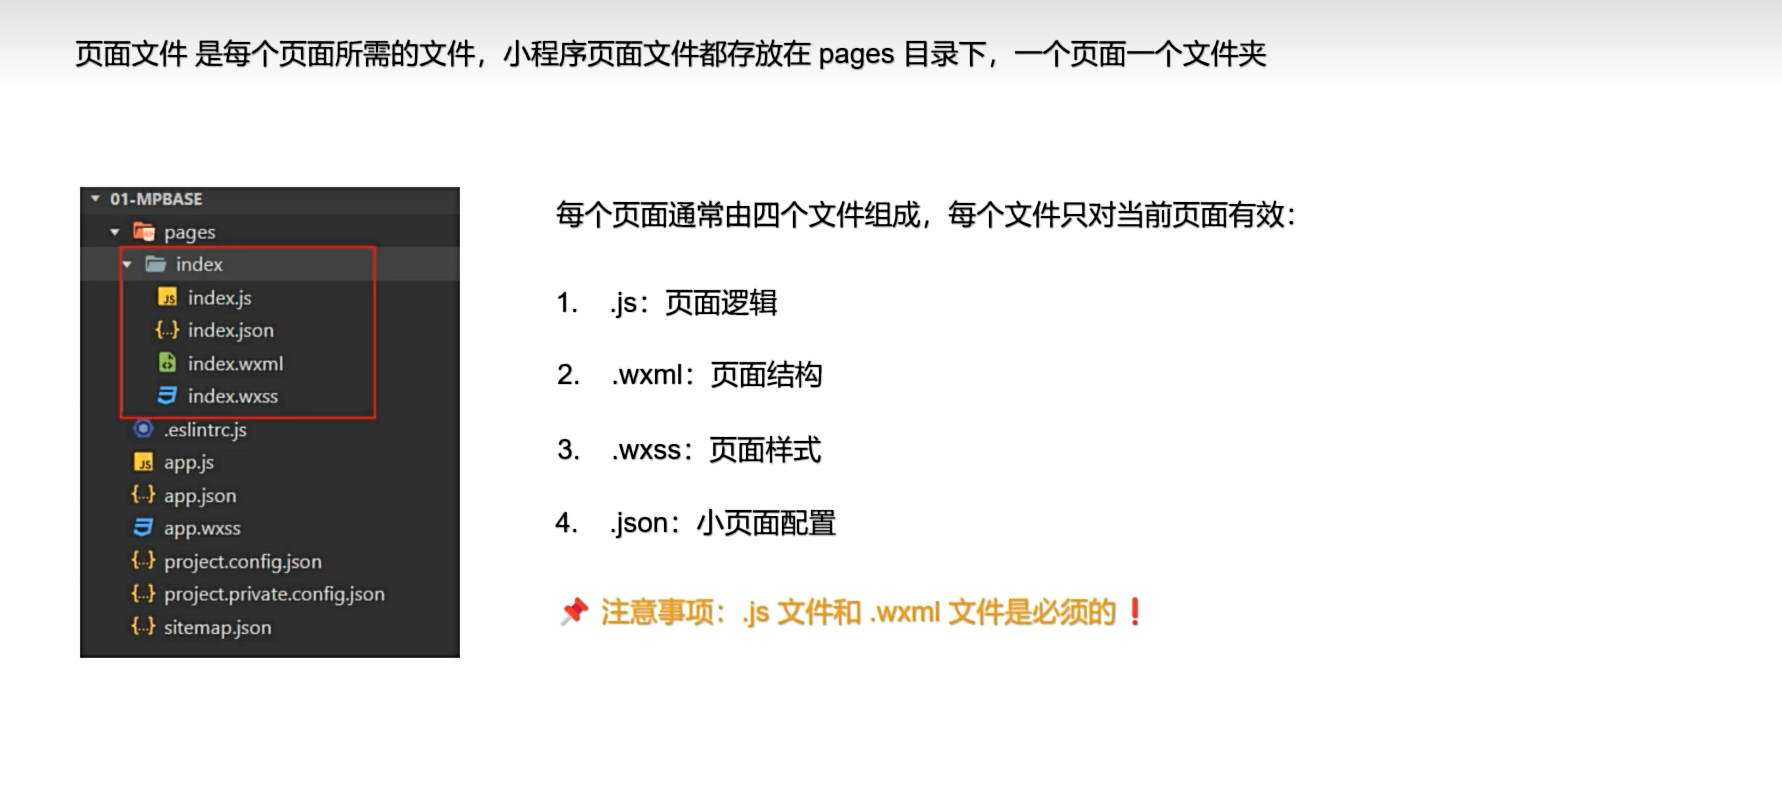 页面文件 是每个页面所需的文件，小程序页面文件都存放在 pages 目录下，一个页面一个文件夹
01-MPBASE
pages
index
index.js
index.json
index.wxml
index.wxss
.eslintrc.js
app.js
app.json
app.wxss
project.config.json
project.private.config.json
sitemap.json
每个页面通常由四个文件组成，每个文件只对当前页面有效：
1. .js：页面逻辑
2. .wxml：页面结构
3. .wxss：页面样式
4. .json：小页面配置
📌 注意事项：.js 文件和 .wxml 文件是必须的❗